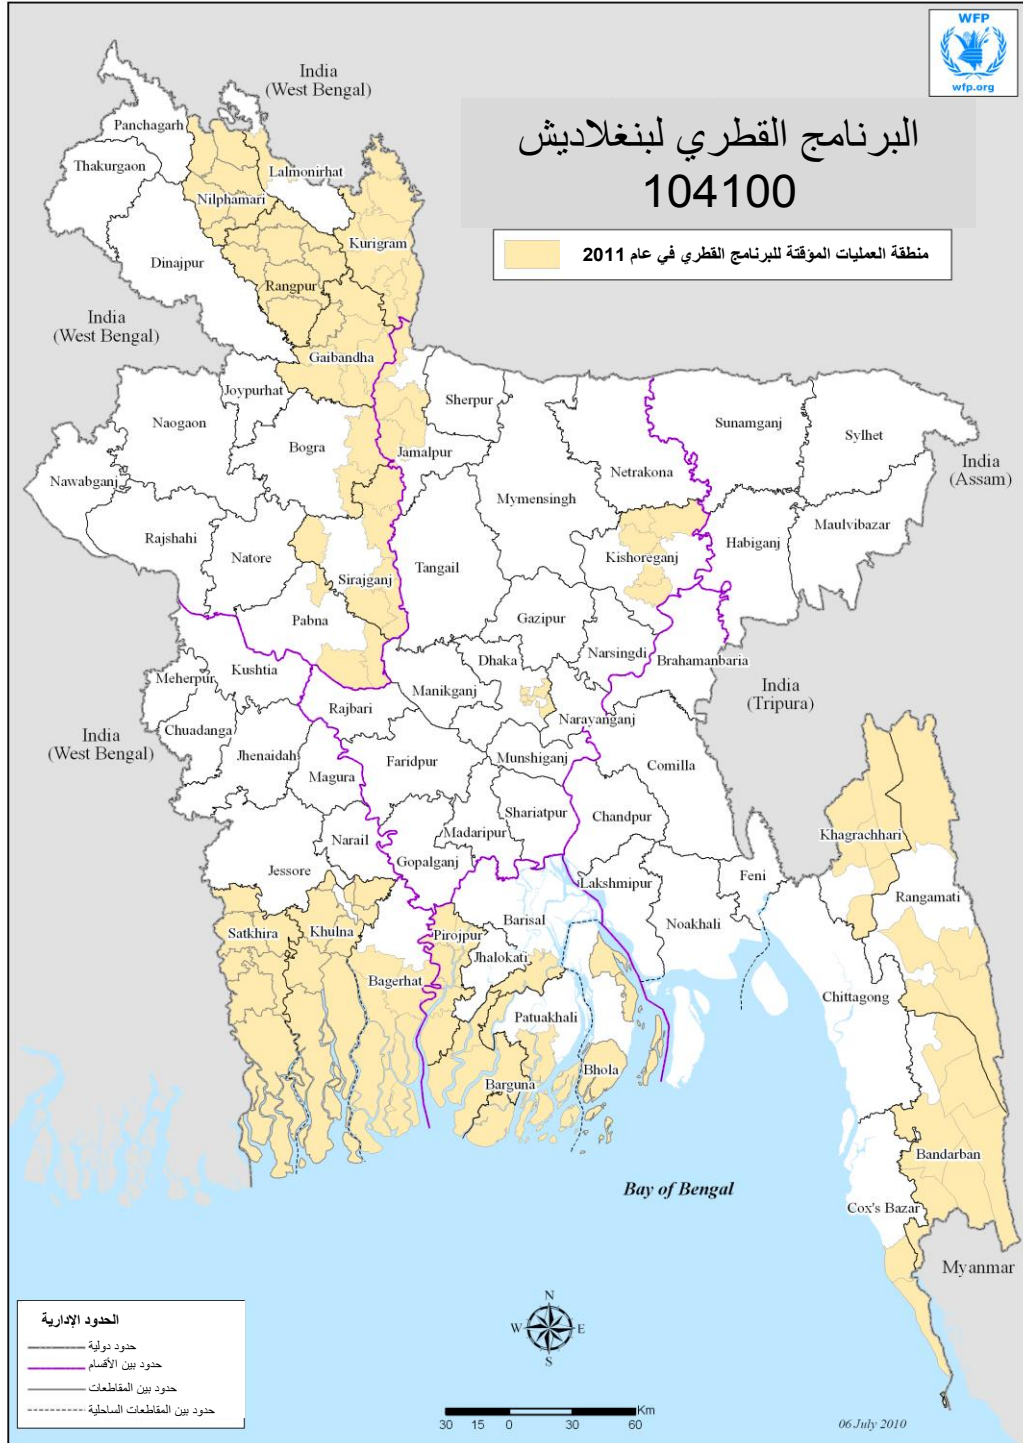 WFP
wfp.org
البرنامج القطري لبنغلاديش
104100
منطقة العمليات المؤقتة للبرنامج القطري في عام 2011
India
(West Bengal)
Panchagarh
Thakurgaon
Lalmonirhat
Nilphamari
Kurigram
Dinajpur
Rangpur
India
(West Bengal)
Gaibandha
Joypurhat
Sherpur
Naogaon
Sunamganj
Bogra
Jamalpur
Sylhet
India
(Assam)
Nawabganj
Netrakona
Mymensingh
Maulvibazar
Rajshahi
Habiganj
Natore
Kishoreganj
Tangail
Sirajganj
Pabna
Gazipur
Narsingdi
Dhaka
Brahamanbaria
Kushtia
Meherpur
Manikganj
India
(Tripura)
Rajbari
Narayanganj
Chuadanga
India
(West Bengal)
Jhenaidah
Faridpur
Munshiganj
Comilla
Magura
Shariatpur
Chandpur
Madaripur
Khagrachhari
Narail
Gopalganj
Jessore
Feni
Lakshmipur
Rangamati
Barisal
Noakhali
Satkhira
Khulna
Pirojpur
Jhalokati
Bagerhat
Chittagong
Patuakhali
Bhola
Barguna
Bandarban
Bay of Bengal
Cox's Bazar
Myanmar
الحدود الإدارية
حدود دولية
حدود بين الأقسام
حدود بين المقاطعات
حدود بين المقاطعات الساحلية
N
W E
S
Km
30 15 0 30 60
06 July 2010